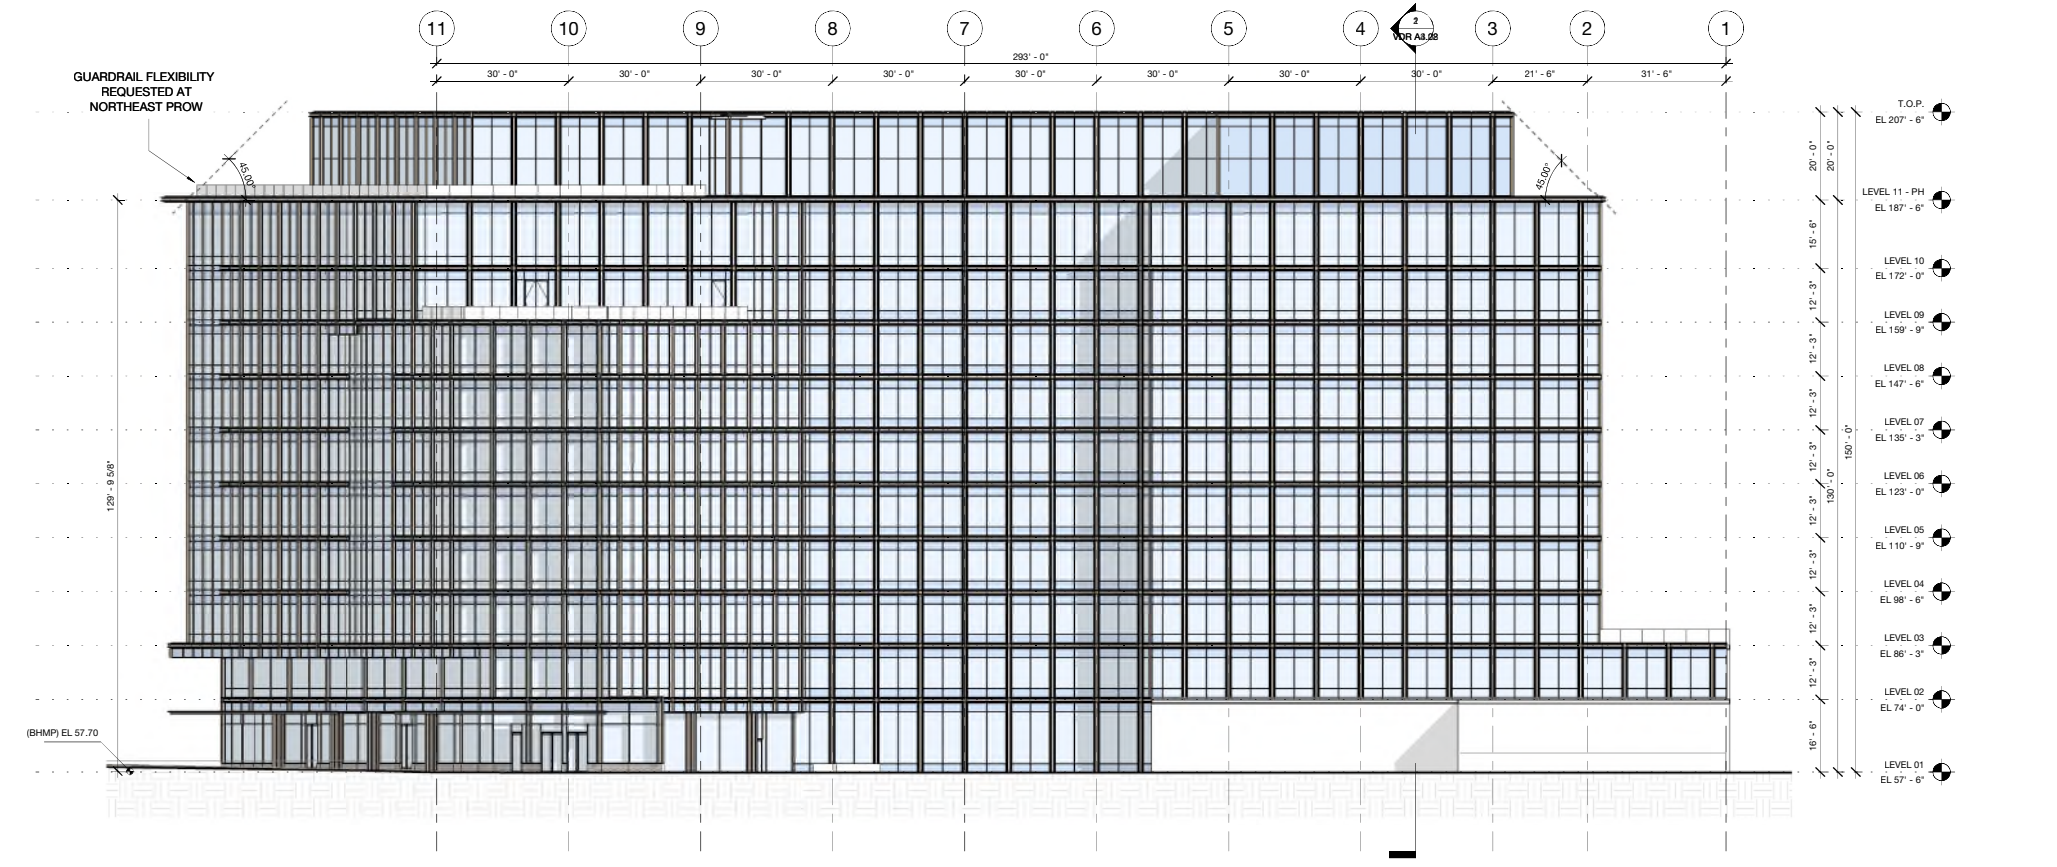 11
10
9
8
7
6
5
4
3
2
1
2
293' - 0"
30' - 0"
30' - 0"
30' - 0"
30' - 0"
30' - 0"
30' - 0"
30' - 0"
30' - 0"
21' - 6"
31' - 6"
GUARDRAIL FLEXIBILITY
REQUESTED AT
NORTHEAST PROW
45.00°
45.00°
129' - 9 5/8"
(BHMP) EL 57.70
20' - 0"
20' - 0"
15' - 6"
12' - 3"
12' - 3"
12' - 3"
12' - 3"
12' - 3"
12' - 3"
12' - 3"
12' - 3"
16' - 6"
130' - 0"
150' - 0"
T.O.P.
EL 207' - 6"
LEVEL 11 - PH
EL 187' - 6"
LEVEL 10
EL 172' - 0"
LEVEL 09
EL 159' - 9"
LEVEL 08
EL 147' - 6"
LEVEL 07
EL 135' - 3"
LEVEL 06
EL 123' - 0"
LEVEL 05
EL 110' - 9"
LEVEL 04
EL 98' - 6"
LEVEL 03
EL 86' - 3"
LEVEL 02
EL 74' - 0"
LEVEL 01
EL 57' - 6"